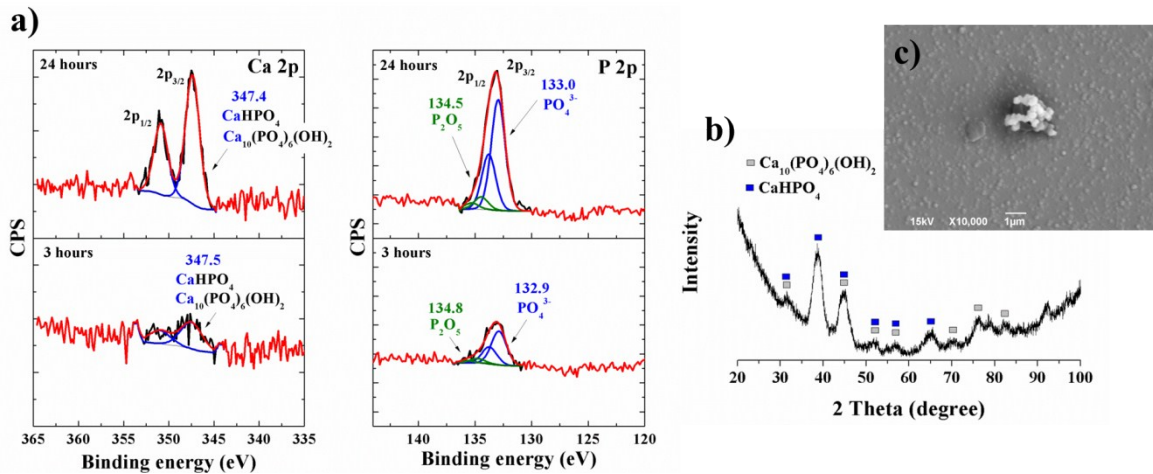 a)
24 hours
Ca 2p
2p3/2
2p1/2
347.4
CaHPO4
Ca10(PO4)6(OH)2
3 hours
347.5
CaHPO4
Ca10(PO4)6(OH)2
CPS
365 360 355 350 345 340 335
Binding energy (eV)
24 hours
P 2p
2p1/2
2p3/2
134.5
P2O5
133.0
PO4 3-
3 hours
134.8
P2O5
132.9
PO4 3-
CPS
140 135 130 125 120
Binding energy (eV)
b)
Ca10(PO4)6(OH)2
CaHPO4
Intensity
20 30 40 50 60 70 80 90 100
2 Theta (degree)
c)
15kV X10,000 1µm